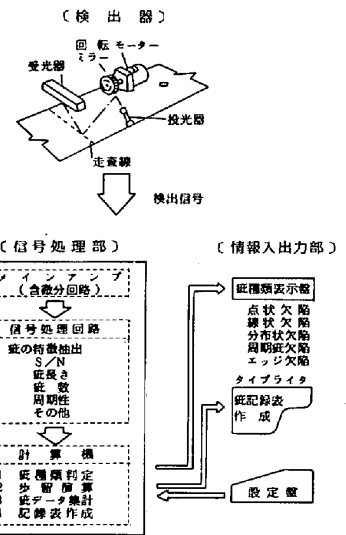 〔検出器〕
回転モーター
ミラー
受光器
投光器
走査線
検出信号
〔信号処理部〕
メインアンプ
(含微分回路)
信号処理回路
疵の特徴抽出
S/N
疵長さ
疵数
周期性
その他
計算機
疵種類判定
歩留演算
疵データ集計
記録表作成
〔情報入出力部〕
疵種類表示盤
点状欠陥
線状欠陥
分布状欠陥
周期疵欠陥
エッジ欠陥
タイプライタ
疵記録表
作成
設定盤